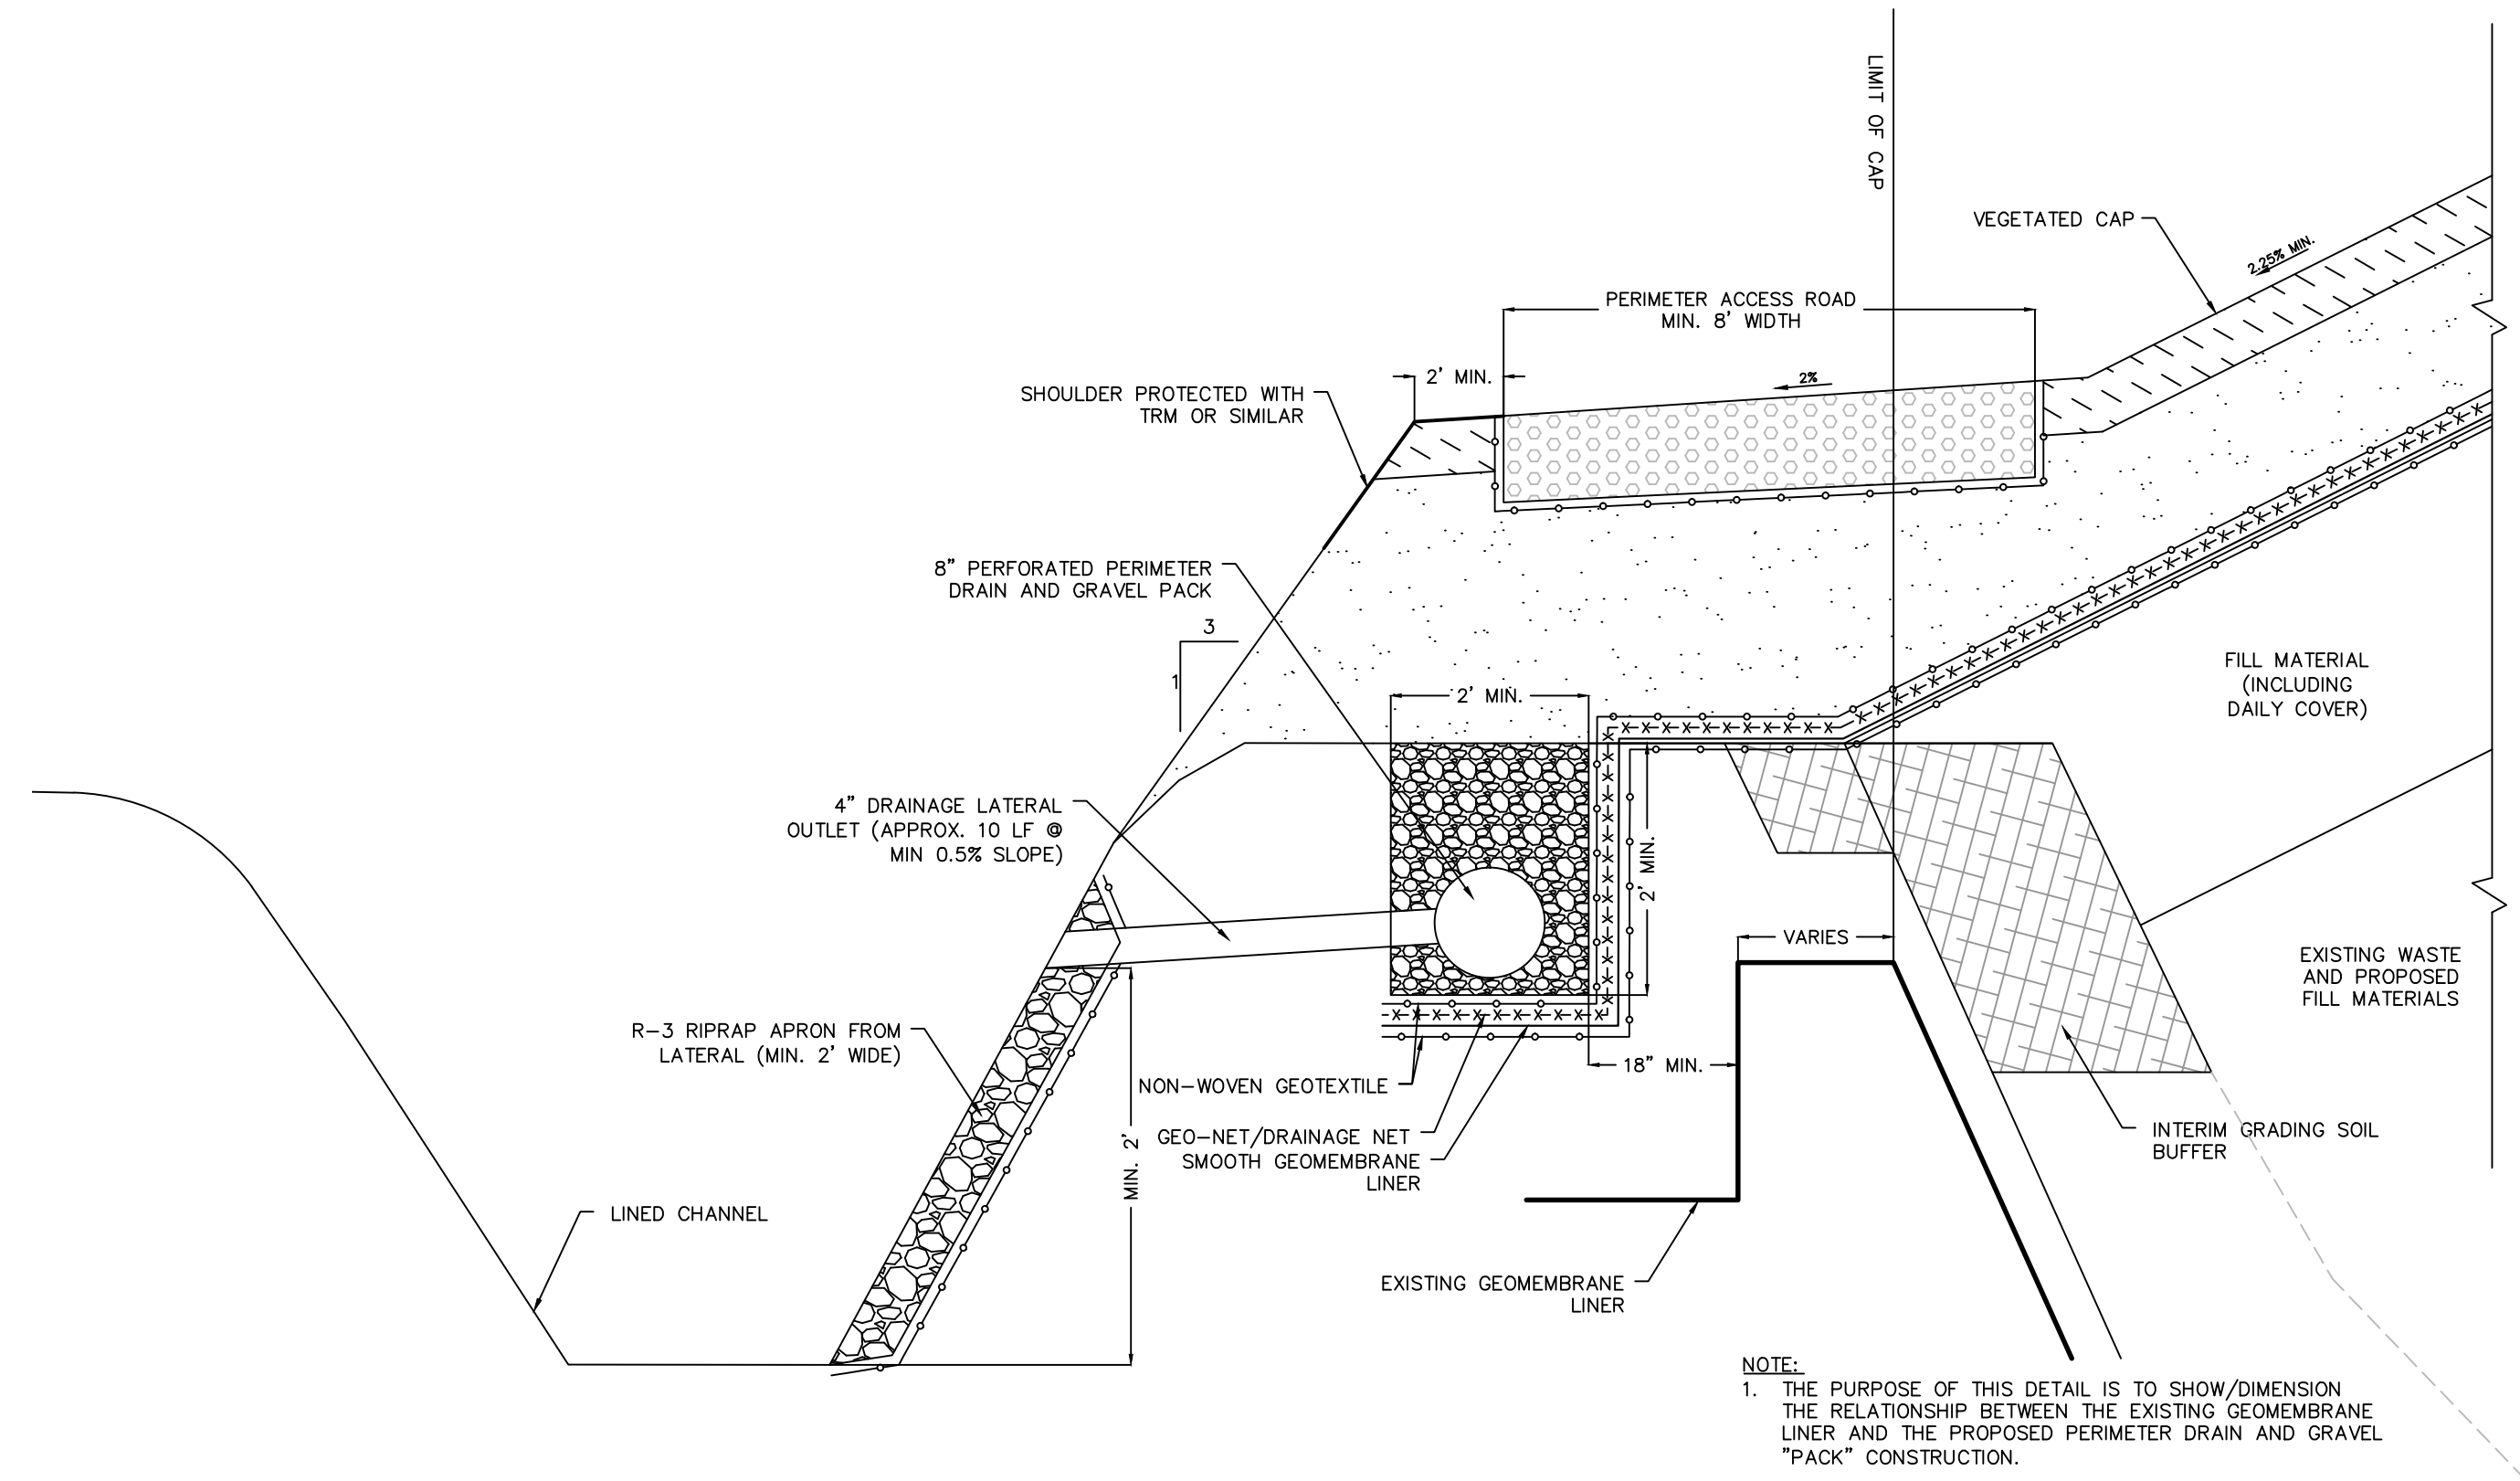 LIMIT OF CAP
VEGETATED CAP
2.25% MIN.
PERIMETER ACCESS ROAD
MIN. 8' WIDTH
2' MIN.
2%
SHOULDER PROTECTED WITH
TRM OR SIMILAR
8" PERFORATED PERIMETER
DRAIN AND GRAVEL PACK
3
1
FILL MATERIAL
(INCLUDING
DAILY COVER)
2' MIN.
4" DRAINAGE LATERAL
OUTLET (APPROX. 10 LF @
MIN 0.5% SLOPE)
2' MIN.
VARIES
EXISTING WASTE
AND PROPOSED
FILL MATERIALS
R-3 RIPRAP APRON FROM
LATERAL (MIN. 2' WIDE)
18" MIN.
NON-WOVEN GEOTEXTILE
MIN. 2'
GEO-NET/DRAINAGE NET
SMOOTH GEOMEMBRANE
LINER
INTERIM GRADING SOIL
BUFFER
LINED CHANNEL
EXISTING GEOMEMBRANE
LINER
NOTE:
1. THE PURPOSE OF THIS DETAIL IS TO SHOW/DIMENSION
THE RELATIONSHIP BETWEEN THE EXISTING GEOMEMBRANE
LINER AND THE PROPOSED PERIMETER DRAIN AND GRAVEL
"PACK" CONSTRUCTION.